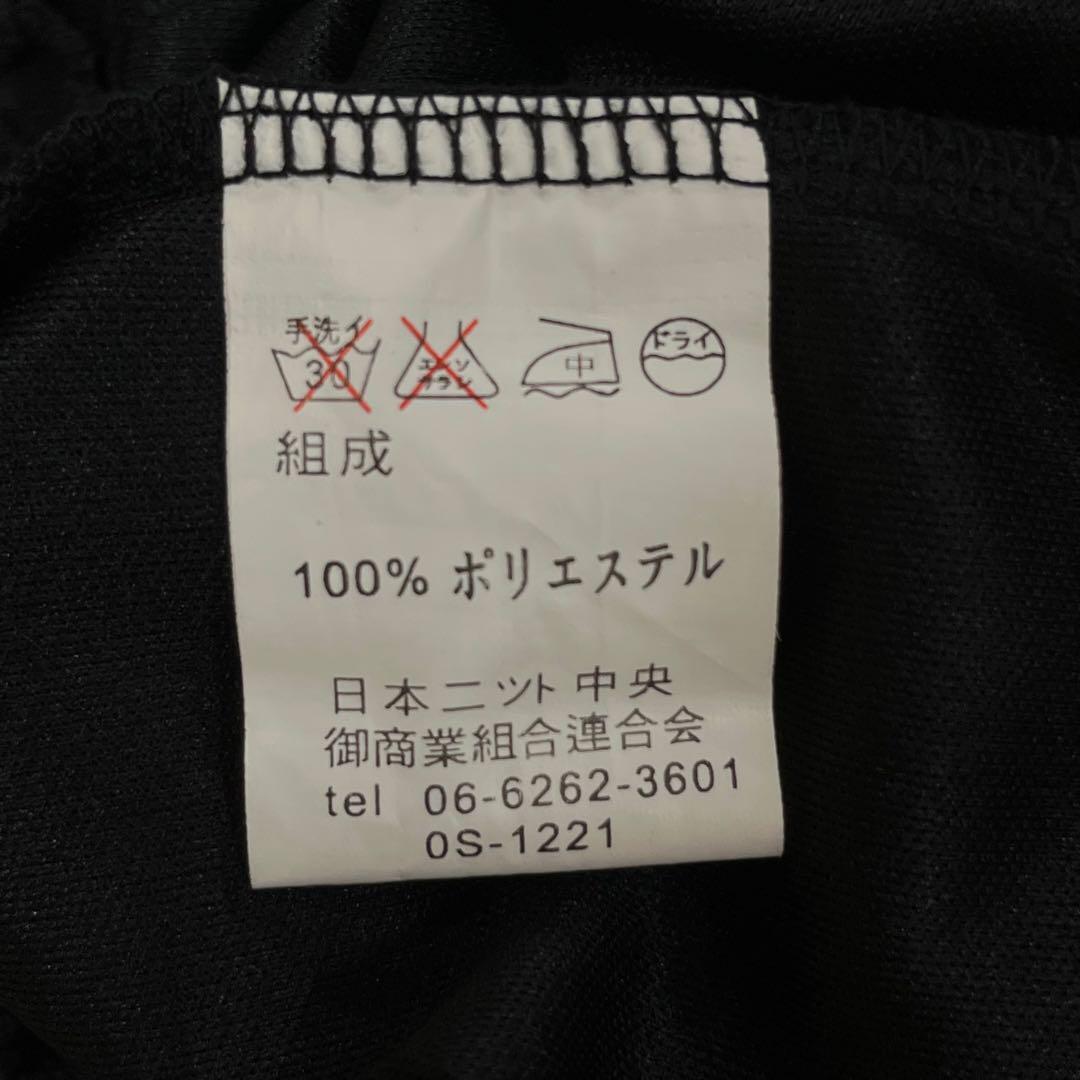 手洗イ
30
エンソ
サラシ
中
ドライ
組成
100% ポリエステル
日本ニット中央
御商業組合連合会
tel 06-6262-3601
0S-1221